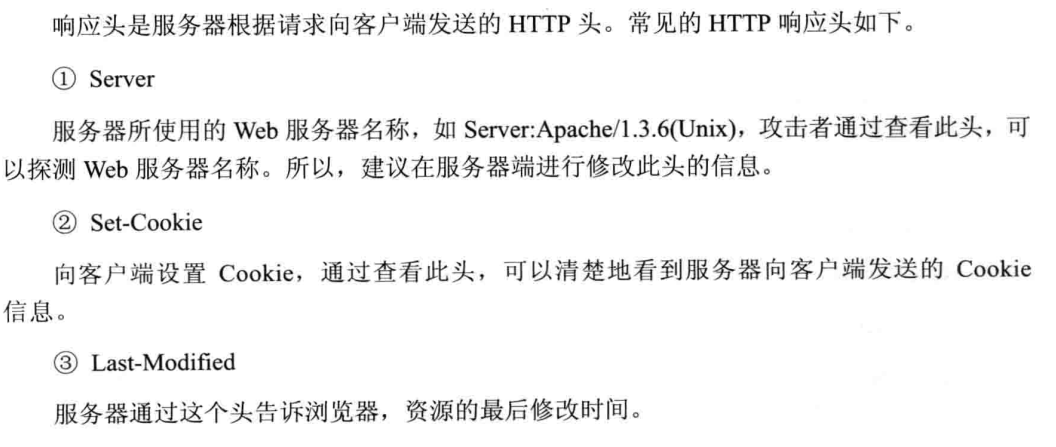 响应头是服务器根据请求向客户端发送的 HTTP 头。常见的 HTTP 响应头如下。
① Server
服务器所使用的 Web 服务器名称，如 Server:Apache/1.3.6(Unix)，攻击者通过查看此头，可
以探测 Web 服务器名称。所以，建议在服务器端进行修改此头的信息。
② Set-Cookie
向客户端设置 Cookie，通过查看此头，可以清楚地看到服务器向客户端发送的 Cookie
信息。
③ Last-Modified
服务器通过这个头告诉浏览器，资源的最后修改时间。